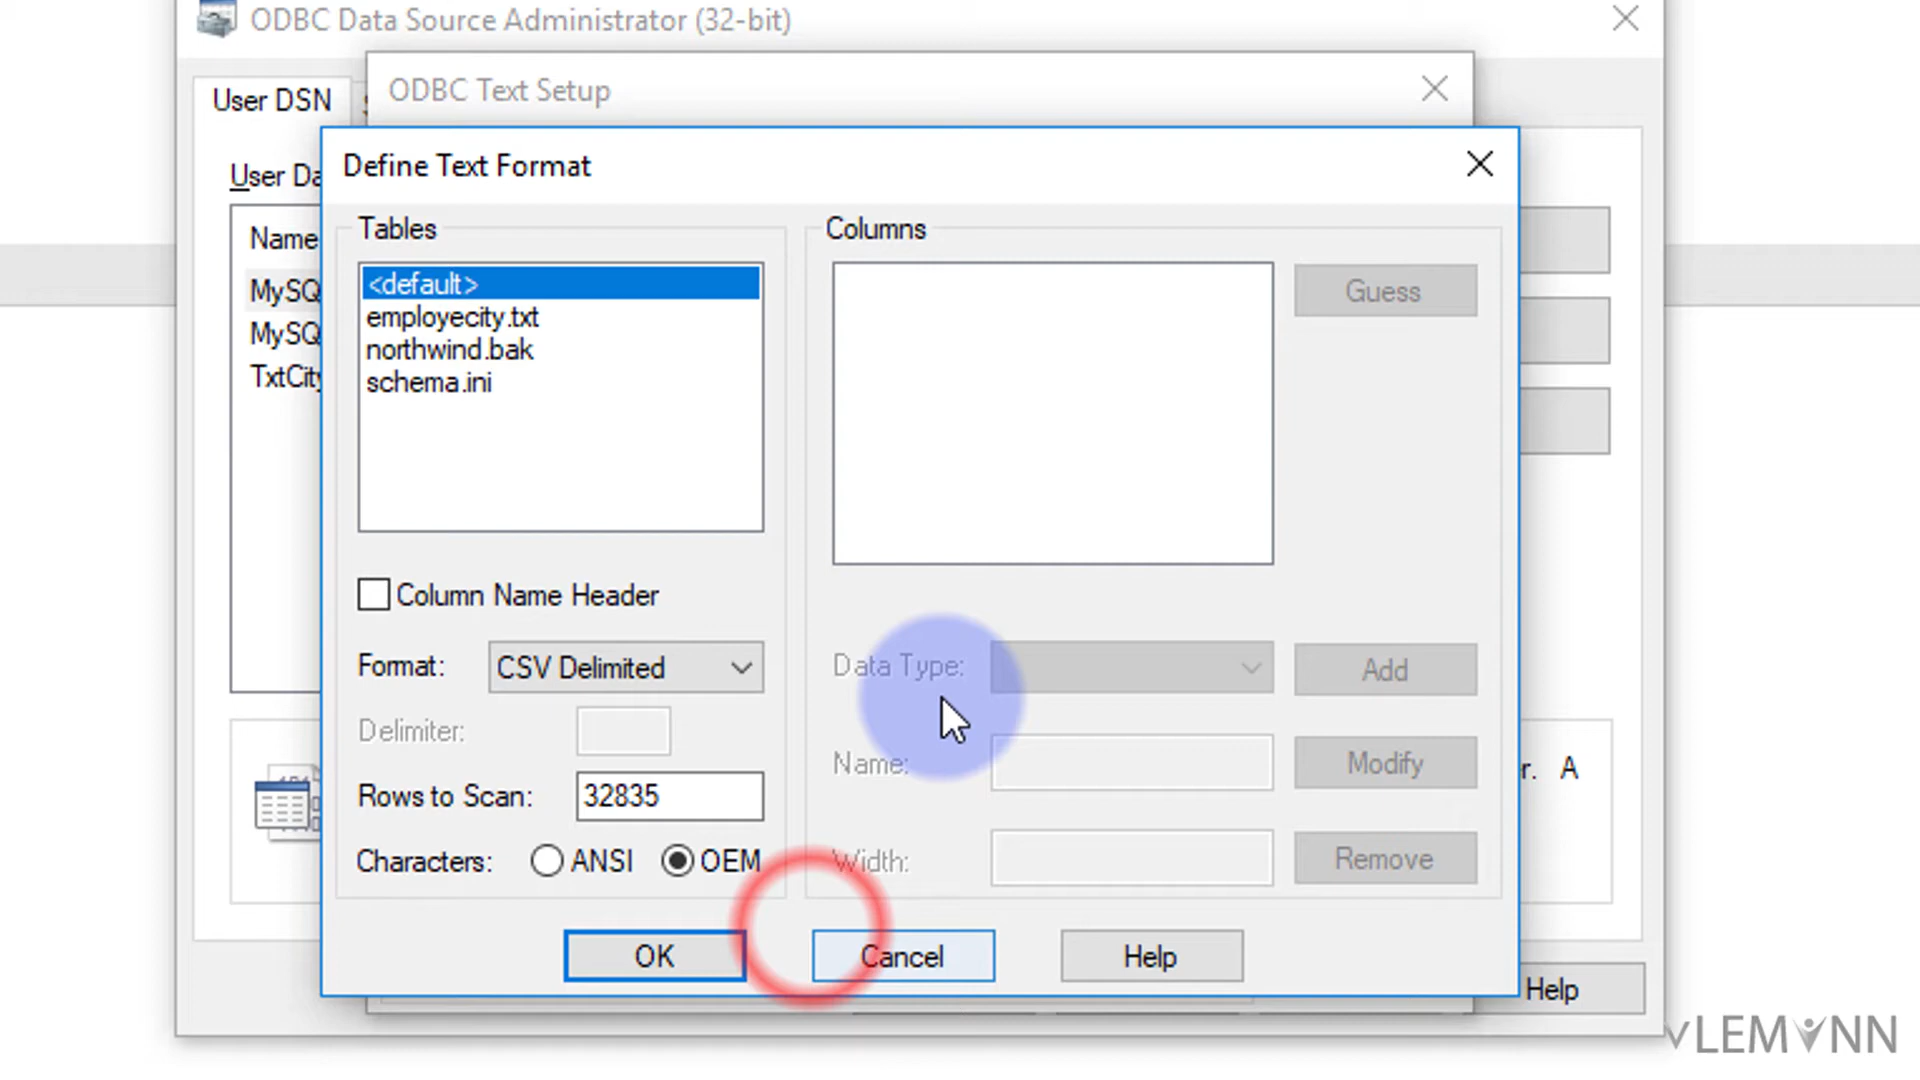 ODBC Data Source Administrator (32-bit)
User DSN
ODBC Text Setup
Define Text Format
User Da
Name
MySQ
MySQ
TxtCity
Tables
<default>
employecity.txt
northwind.bak
schema.ini
Column Name Header
Format: CSV Delimited
Delimiter:
Rows to Scan: 32835
Characters: ANSI OEM
Columns
Guess
Data Type: Add
Name: Modify
Width: Remove
r. A
OK Cancel Help
Help
vLEMANN